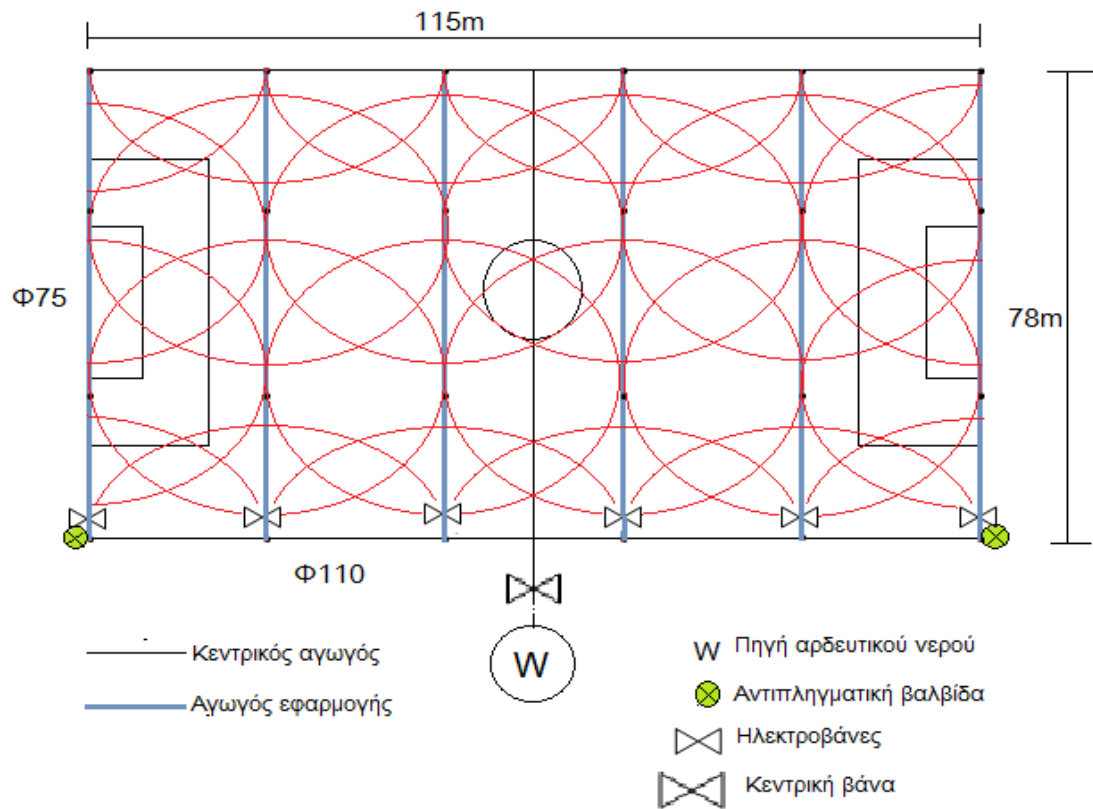 115m
Φ75
78m
Φ110
W
Κεντρικός αγωγός
Αγωγός εφαρμογής
W Πηγή αρδευτικού νερού
Αντιπληγματική βαλβίδα
Ηλεκτροβάνες
Κεντρική βάνα